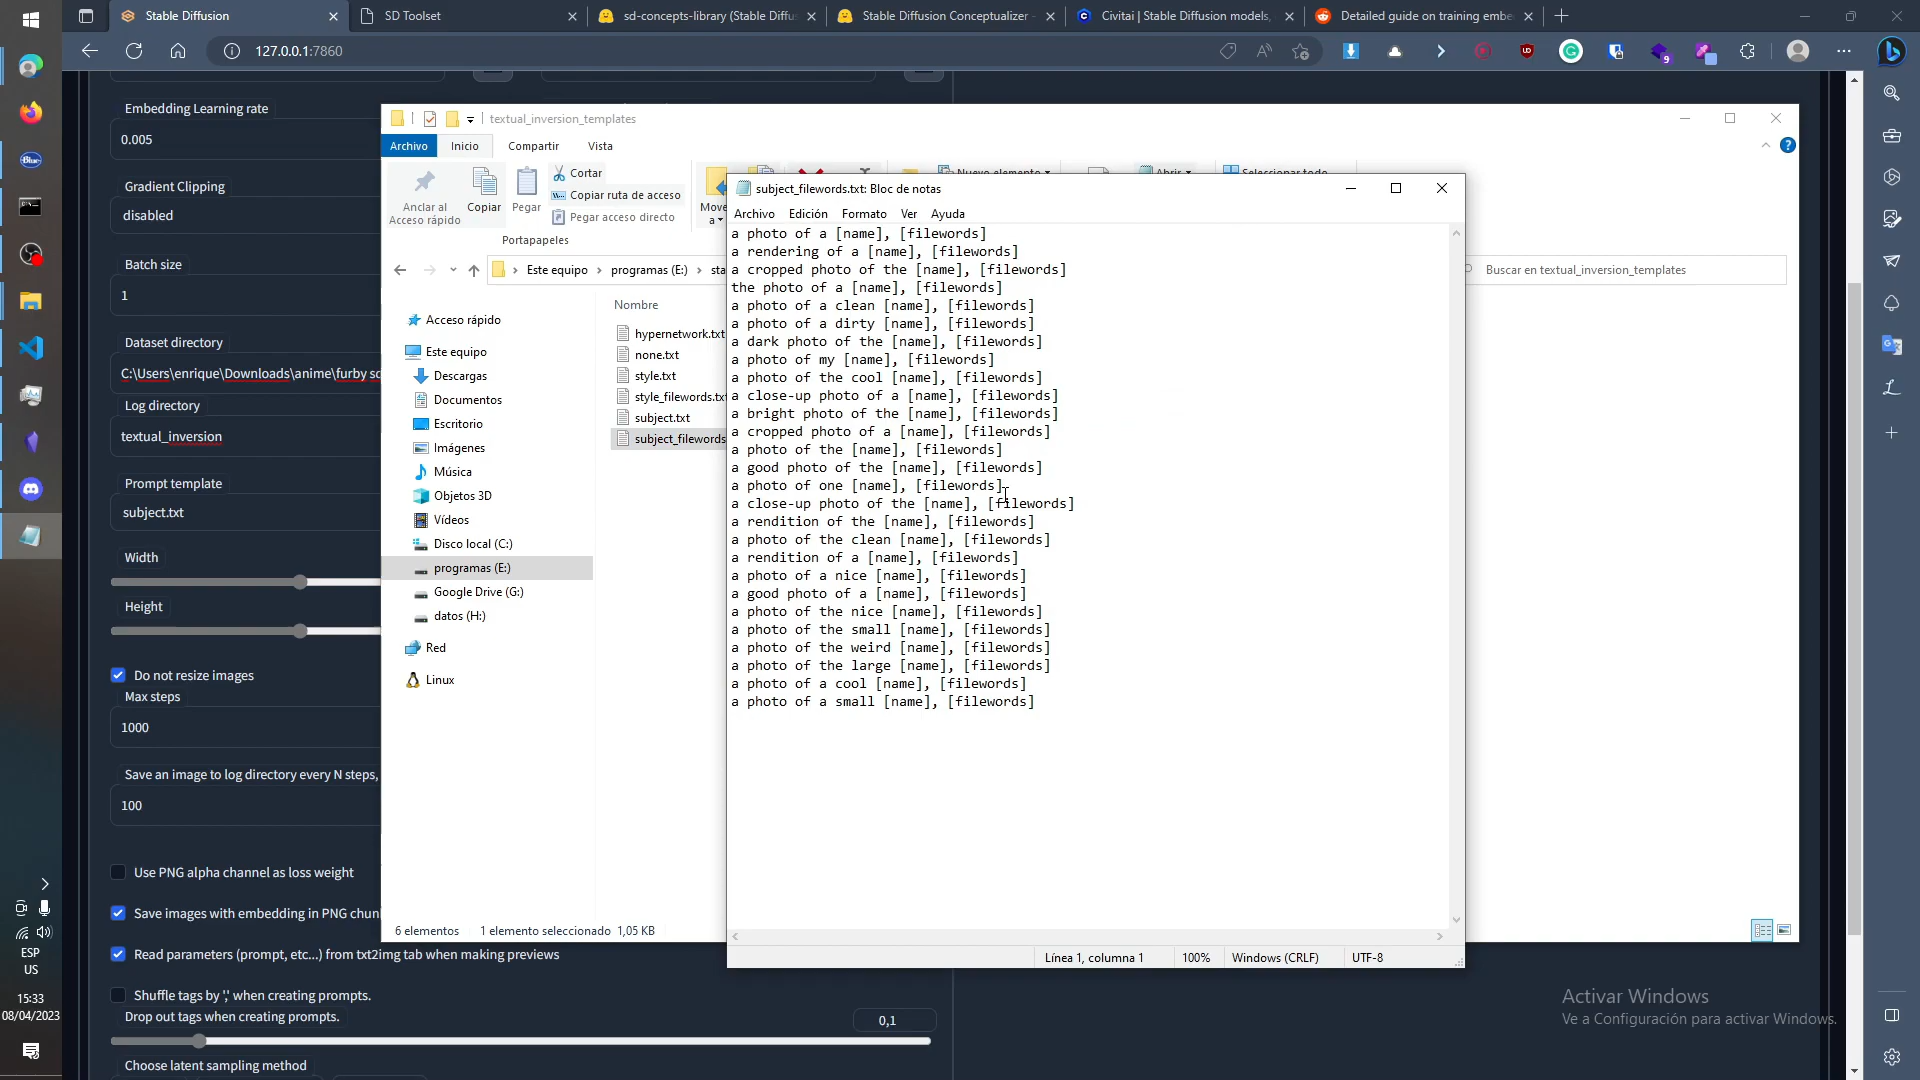 Stable Diffusion
SD Toolset
sd-concepts-library (Stable Diffus
Stable Diffusion Conceptualizer -
Civitai | Stable Diffusion models,
Detailed guide on training embe
127.0.0.1:7860
9
Embedding Learning rate
0.005
Gradient Clipping
disabled
Batch size
1
Dataset directory
C:\Users\enrique\Downloads\anime\furby sd
Log directory
textual_inversion
Prompt template
subject.txt
Width
Height
Do not resize images
Max steps
1000
Save an image to log directory every N steps,
100
Use PNG alpha channel as loss weight
Save images with embedding in PNG chun
Read parameters (prompt, etc...) from txt2img tab when making previews
Shuffle tags by ',' when creating prompts.
Drop out tags when creating prompts.
0,1
Choose latent sampling method
textual_inversion_templates
Archivo
Inicio
Compartir
Vista
Anclar al
Acceso rápido
Copiar
Pegar
Cortar
Copiar ruta de acceso
Pegar acceso directo
Portapapeles
Move
a
Nuevo elemento
Abrir
Seleccionar todo
Este equipo
programas (E:)
sta
Buscar en textual_inversion_templates
Acceso rápido
Este equipo
Descargas
Documentos
Escritorio
Imágenes
Música
Objetos 3D
Vídeos
Disco local (C:)
programas (E:)
Google Drive (G:)
datos (H:)
Red
Linux
Nombre
hypernetwork.txt
none.txt
style.txt
style_filewords.txt
subject.txt
subject_filewords
6 elementos
1 elemento seleccionado 1,05 KB
subject_filewords.txt: Bloc de notas
Archivo Edición Formato Ver Ayuda
a photo of a [name], [filewords]
a rendering of a [name], [filewords]
a cropped photo of the [name], [filewords]
the photo of a [name], [filewords]
a photo of a clean [name], [filewords]
a photo of a dirty [name], [filewords]
a dark photo of the [name], [filewords]
a photo of my [name], [filewords]
a photo of the cool [name], [filewords]
a close-up photo of a [name], [filewords]
a bright photo of the [name], [filewords]
a cropped photo of a [name], [filewords]
a photo of the [name], [filewords]
a good photo of the [name], [filewords]
a photo of one [name], [filewords]
a close-up photo of the [name], [filewords]
a rendition of the [name], [filewords]
a photo of the clean [name], [filewords]
a rendition of a [name], [filewords]
a photo of a nice [name], [filewords]
a good photo of a [name], [filewords]
a photo of the nice [name], [filewords]
a photo of the small [name], [filewords]
a photo of the weird [name], [filewords]
a photo of the large [name], [filewords]
a photo of a cool [name], [filewords]
a photo of a small [name], [filewords]
Línea 1, columna 1
100%
Windows (CRLF)
UTF-8
Activar Windows
Ve a Configuración para activar Windows.
Blue
ESP
US
15:33
08/04/2023